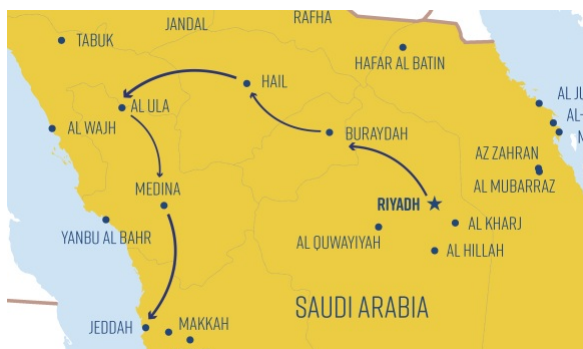 RAFHA
JANDAL
TABUK
HAFAR AL BATIN
HAIL
AL ULA
AL WAJH
BURAYDAH
AZ ZAHRAN
AL MUBARRAZ
MEDINA
RIYADH
AL KHARJ
YANBU AL BAHR
AL QUWAYIYAH
AL HILLAH
SAUDI ARABIA
JEDDAH
MAKKAH